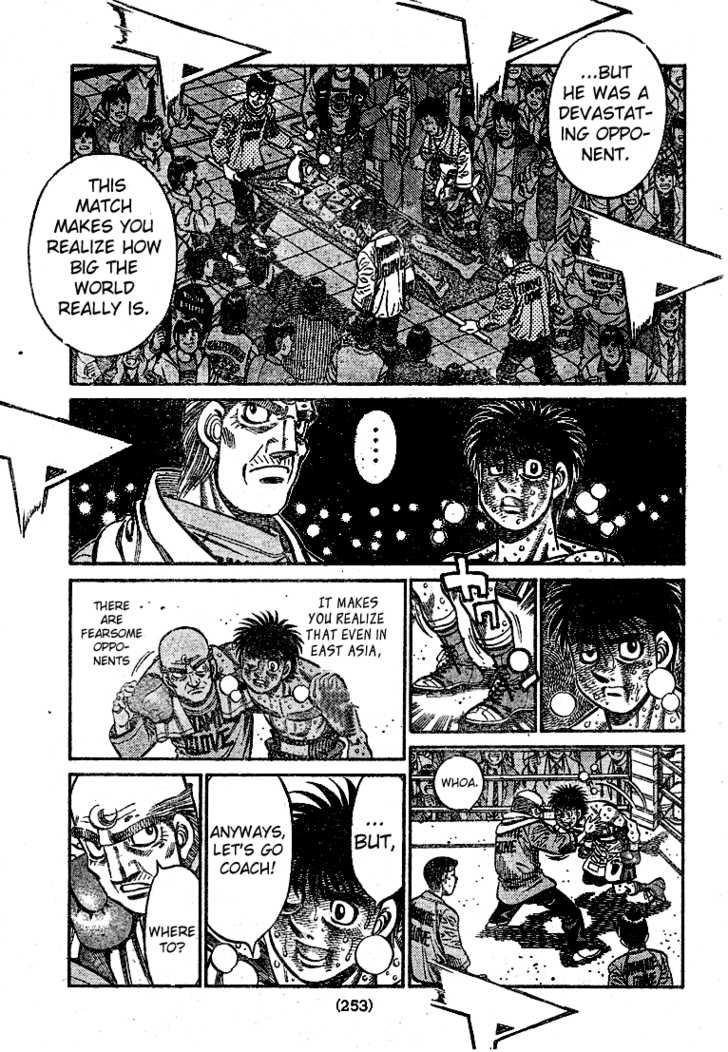 ...BUT
HE WAS A
DEVASTAT-
ING OPPO-
NENT.
THIS
MATCH
MAKES YOU
REALIZE HOW
BIG THE
WORLD
REALLY IS.
....
IT MAKES
YOU REALIZE
THAT EVEN IN
EAST ASIA,
THERE
ARE
FEARSOME
OPPO-
NENTS
GLOVE
WHOA.
...
BUT,
ANYWAYS,
LET'S GO
COACH!
WHERE
TO?
(253)